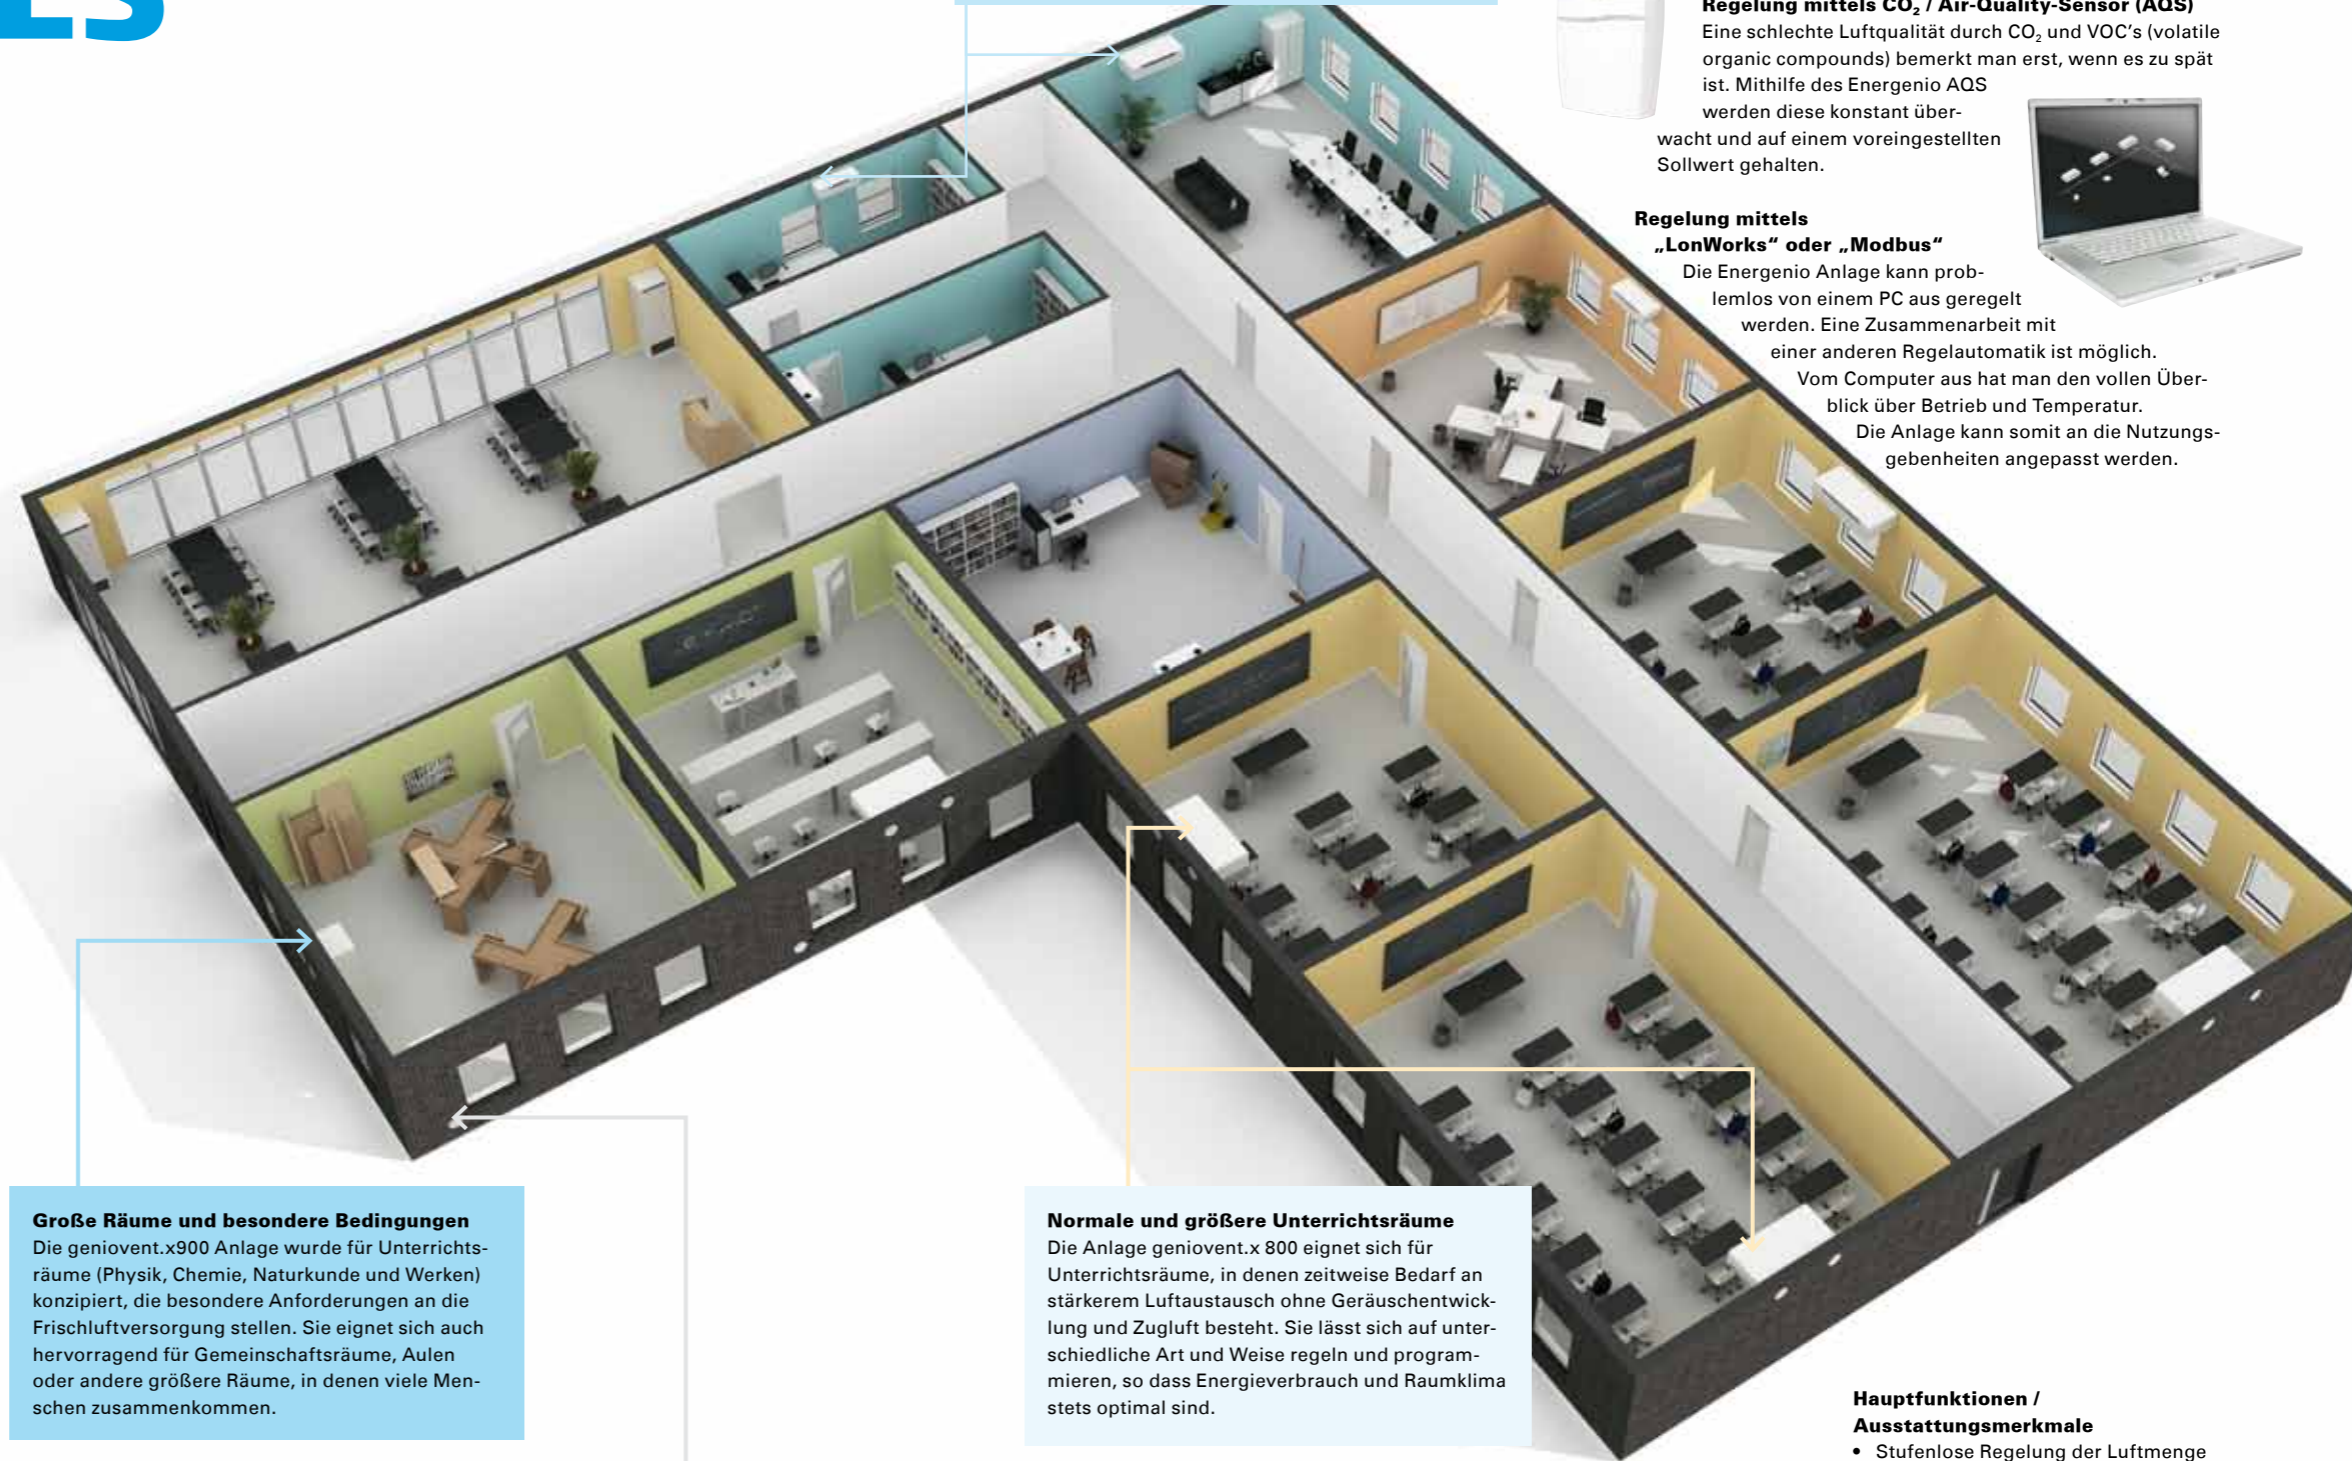 Regelung mittels CO₂ / Air-Quality-Sensor (AQS)
Eine schlechte Luftqualität durch CO₂ und VOC's (volatile
organic compounds) bemerkt man erst, wenn es zu spät
ist. Mithilfe des Energenio AQS
werden diese konstant über-
wacht und auf einem voreingestellten
Sollwert gehalten.
Regelung mittels
„LonWorks“ oder „Modbus“
Die Energenio Anlage kann prob-
lemlos von einem PC aus geregelt
werden. Eine Zusammenarbeit mit
einer anderen Regelautomatik ist möglich.
Vom Computer aus hat man den vollen Über-
blick über Betrieb und Temperatur.
Die Anlage kann somit an die Nutzungs-
gebenheiten angepasst werden.
Große Räume und besondere Bedingungen
Die geniovent.x900 Anlage wurde für Unterrichts-
räume (Physik, Chemie, Naturkunde und Werken)
konzipiert, die besondere Anforderungen an die
Frischluftversorgung stellen. Sie eignet sich auch
hervorragend für Gemeinschaftsräume, Aulen
oder andere größere Räume, in denen viele Men-
schen zusammenkommen.
Normale und größere Unterrichtsräume
Die Anlage geniovent.x 800 eignet sich für
Unterrichtsräume, in denen zeitweise Bedarf an
stärkerem Luftaustausch ohne Geräuschentwick-
lung und Zugluft besteht. Sie lässt sich auf unter-
schiedliche Art und Weise regeln und program-
mieren, so dass Energieverbrauch und Raumklima
stets optimal sind.
Hauptfunktionen /
Ausstattungsmerkmale
• Stufenlose Regelung der Luftmenge